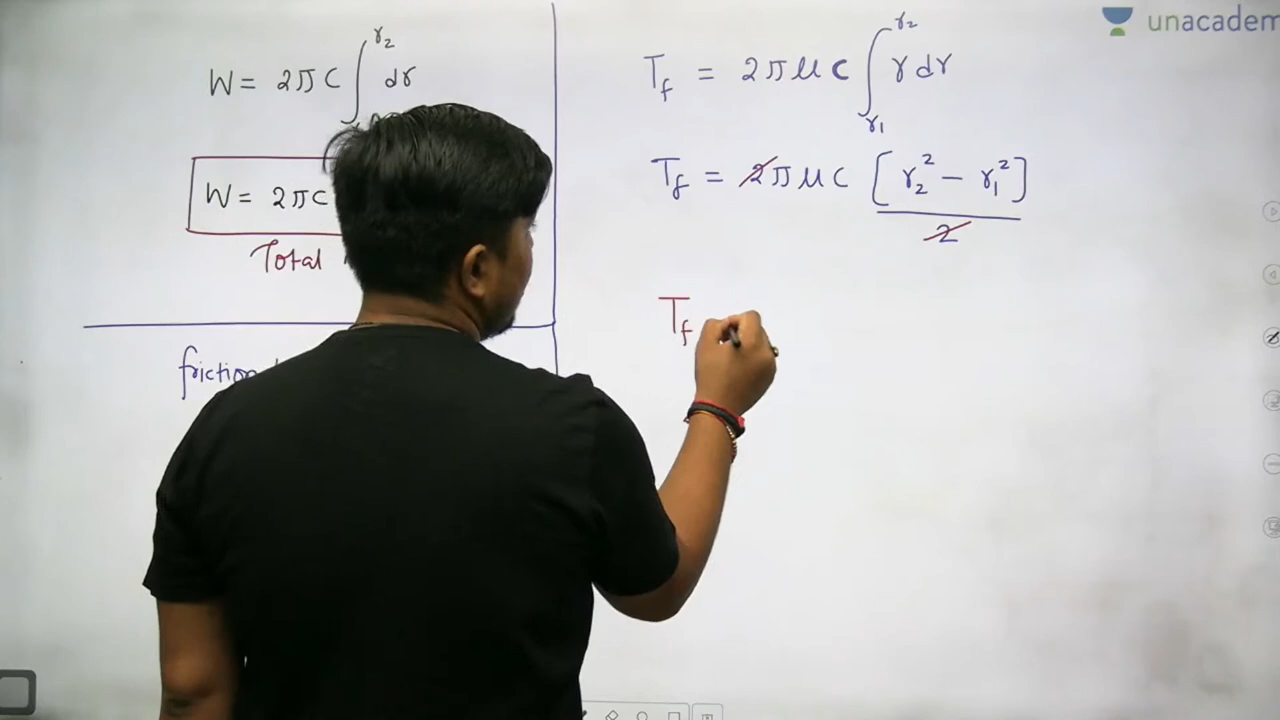 unacadem
W = 2πC ∫ dr r₂
W = 2πC
Total
friction
T_f = 2πμc ∫_{r₁}^{r₂} r dr
T_f = 2πμc [r₂² − r₁²] / 2
T_f